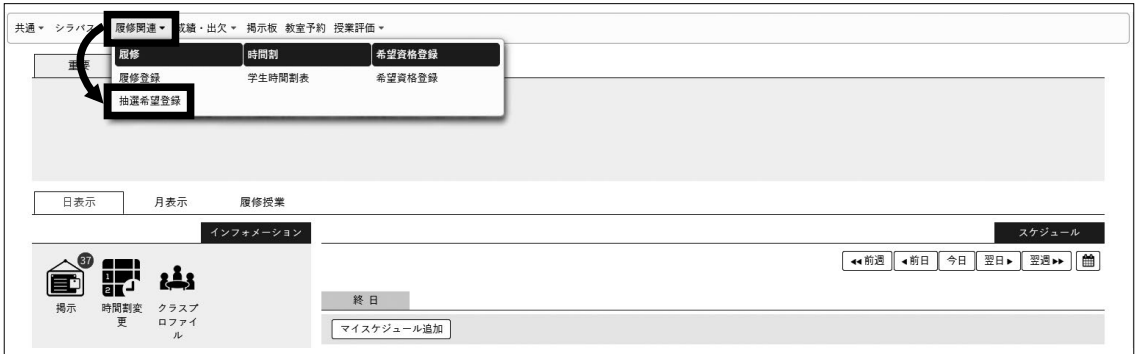 共通 シラバス 履修関連 成績・出欠 掲示板 教室予約 授業評価
履修 時間割 希望資格登録
重要
履修登録 学生時間割表 希望資格登録
抽選希望登録
日表示 月表示 履修授業
インフォメーション スケジュール
前週 前日 今日 翌日 翌週
37
1
2
掲示 時間割変 クラスプ
更 ロファイ
ル
終日
マイスケジュール追加